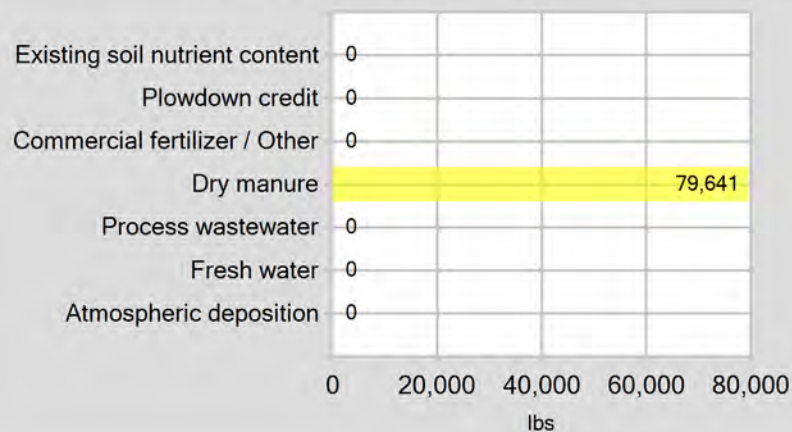 Existing soil nutrient content 0
Plowdown credit 0
Commercial fertilizer / Other 0
Dry manure 79,641
Process wastewater 0
Fresh water 0
Atmospheric deposition 0
0 20,000 40,000 60,000 80,000
lbs